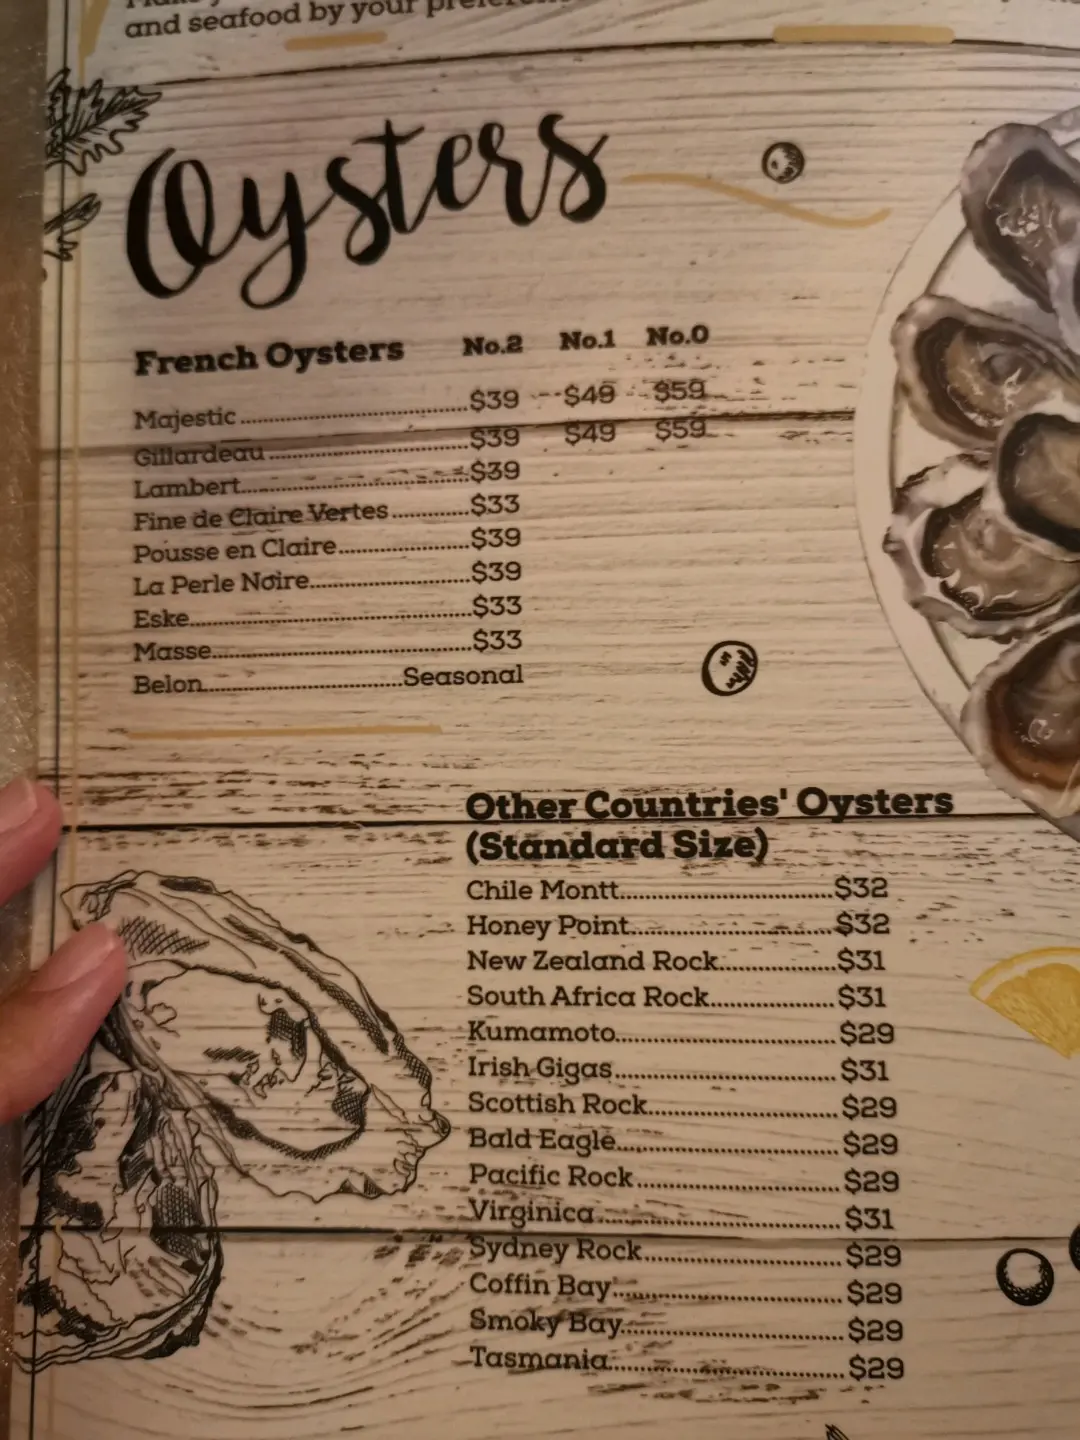 and seafood by your
Oysters
French Oysters No.2 No.1 No.0
Majestic $39 $49 $59
Gillardeau $39 $49 $59
Lambert $39
Fine de Claire Vertes $33
Pousse en Claire $39
La Perle Noire $39
Eske $33
Masse $33
Belon Seasonal
Other Countries' Oysters
(Standard Size)
Chile Montt $32
Honey Point $32
New Zealand Rock $31
South Africa Rock $31
Kumamoto $29
Irish Gigas $31
Scottish Rock $29
Bald Eagle $29
Pacific Rock $29
Virginica $31
Sydney Rock $29
Coffin Bay $29
Smoky Bay $29
Tasmania $29